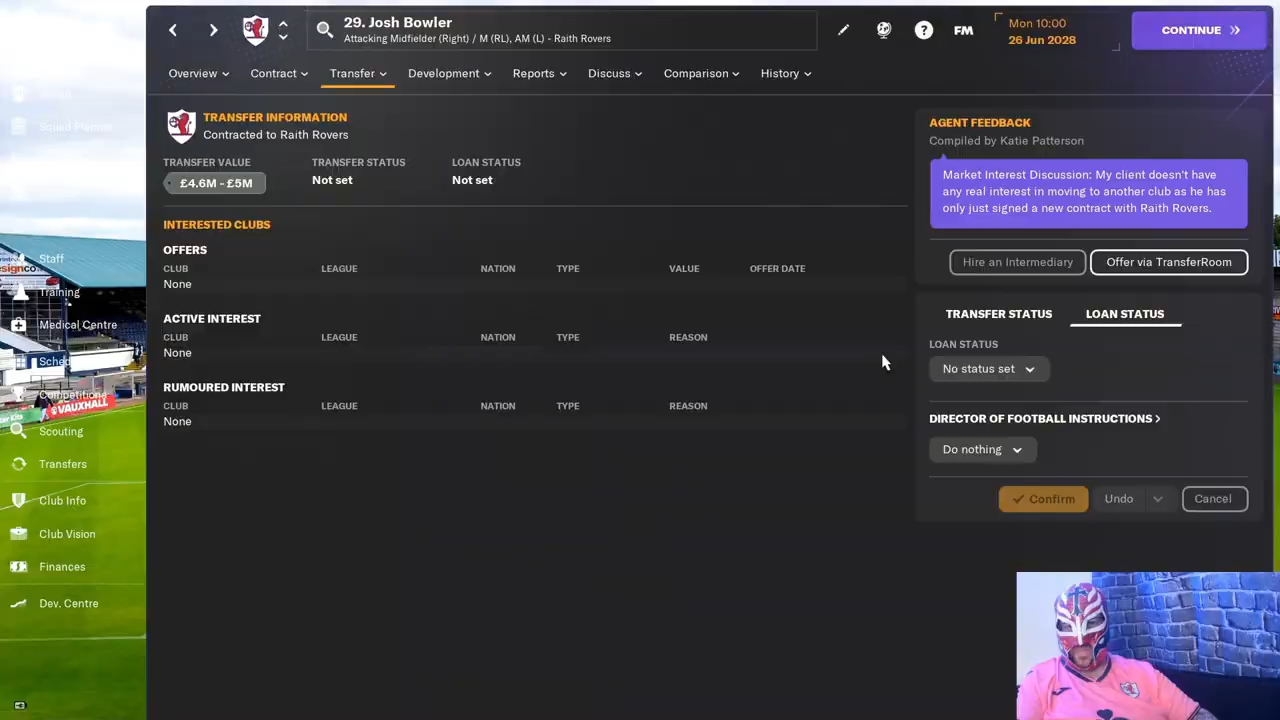 29. Josh Bowler
Attacking Midfielder (Right) / M (RL), AM (L) - Raith Rovers
FM
Mon 10:00
26 Jun 2028
CONTINUE
Overview
Contract
Transfer
Development
Reports
Discuss
Comparison
History
Squad Planner
Staff
Training
Medical Centre
Sched
Competitions
VAUXHALL
Scouting
Transfers
Club Info
Club Vision
Finances
Dev. Centre
TRANSFER INFORMATION
Contracted to Raith Rovers
TRANSFER VALUE TRANSFER STATUS LOAN STATUS
£4.6M - £5M Not set Not set
INTERESTED CLUBS
OFFERS
CLUB LEAGUE NATION TYPE VALUE OFFER DATE
None
ACTIVE INTEREST
CLUB LEAGUE NATION TYPE REASON
None
RUMOURED INTEREST
CLUB LEAGUE NATION TYPE REASON
None
AGENT FEEDBACK
Compiled by Katie Patterson
Market Interest Discussion: My client doesn't have
any real interest in moving to another club as he has
only just signed a new contract with Raith Rovers.
Hire an Intermediary Offer via TransferRoom
TRANSFER STATUS LOAN STATUS
LOAN STATUS
No status set
DIRECTOR OF FOOTBALL INSTRUCTIONS >
Do nothing
Confirm Undo Cancel